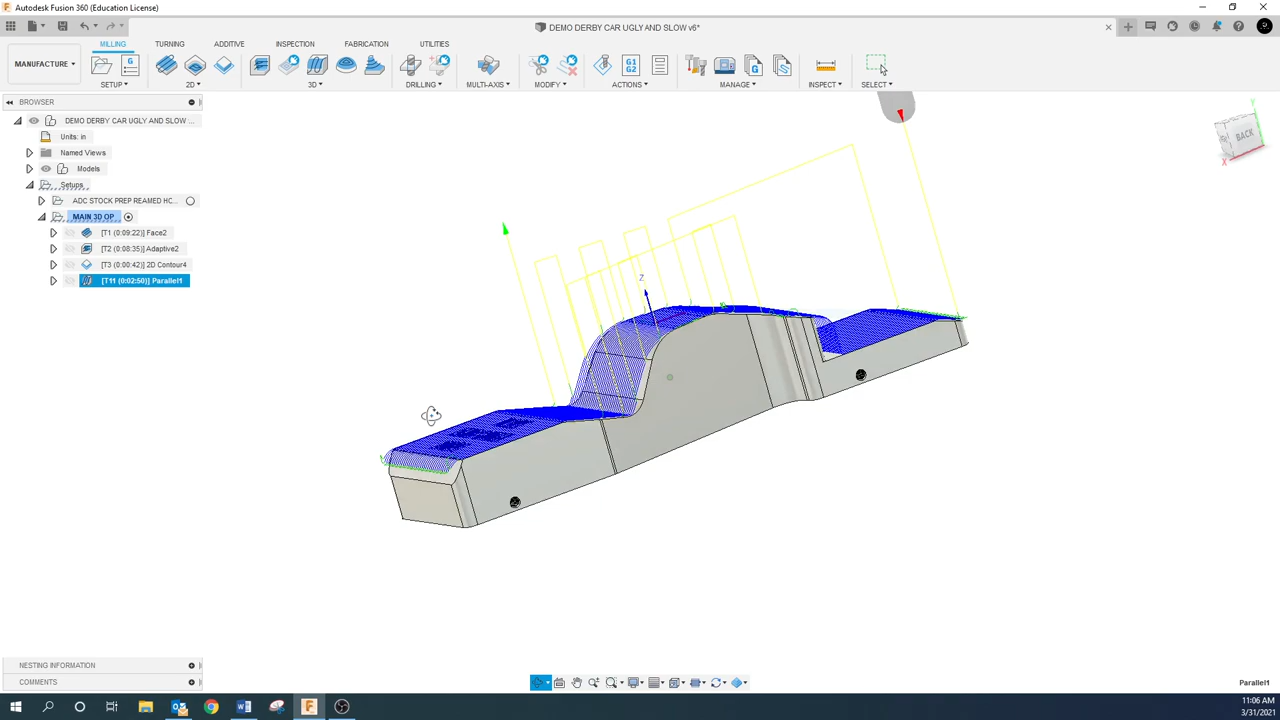 Autodesk Fusion 360 (Education License)
DEMO DERBY CAR UGLY AND SLOW v6*
MANUFACTURE
MILLING TURNING ADDITIVE INSPECTION FABRICATION UTILITIES
SETUP 2D 3D DRILLING MULTI-AXIS MODIFY ACTIONS MANAGE INSPECT SELECT
BROWSER
DEMO DERBY CAR UGLY AND SLOW ...
Units: in
Named Views
Models
Setups
ADC STOCK PREP REAMED HC...
MAIN 3D OP
[T1 (0:09:22)] Face2
[T2 (0:08:35)] Adaptive2
[T3 (0:00:42)] 2D Contour4
[T11 (0:02:50)] Parallel1
Y
BACK
X
Z
NESTING INFORMATION
COMMENTS
Parallel1
11:06 AM
3/31/2021